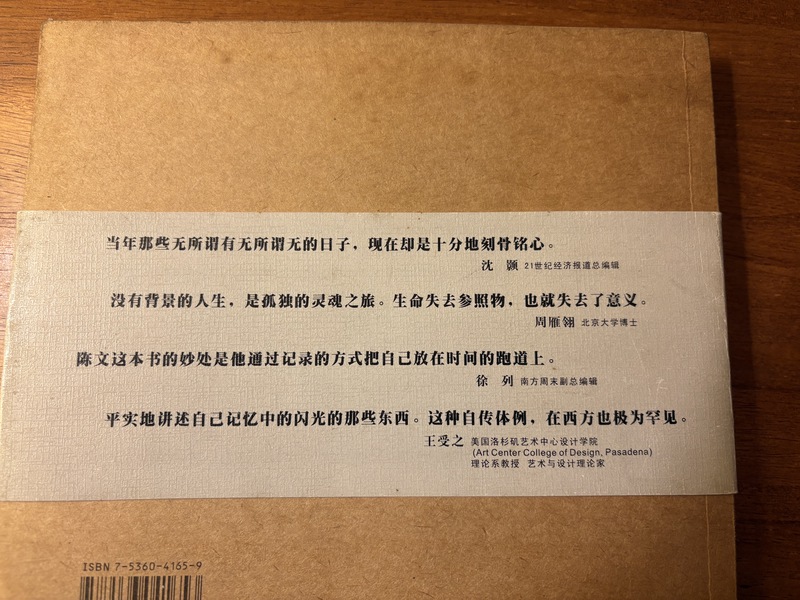 当年那些无所谓有无所谓无的日子，现在却是十分地刻骨铭心。
沈 颢 21世纪经济报道总编辑
没有背景的人生，是孤独的灵魂之旅。生命失去参照物，也就失去了意义。
周雁翎 北京大学博士
陈文这本书的妙处是他通过记录的方式把自己放在时间的跑道上。
徐 列 南方周末副总编辑
平实地讲述自己记忆中的闪光的那些东西。这种自传体例，在西方也极为罕见。
王受之 美国洛杉矶艺术中心设计学院
(Art Center College of Design, Pasadena)
理论系教授 艺术与设计理论家
ISBN 7-5360-4165-9